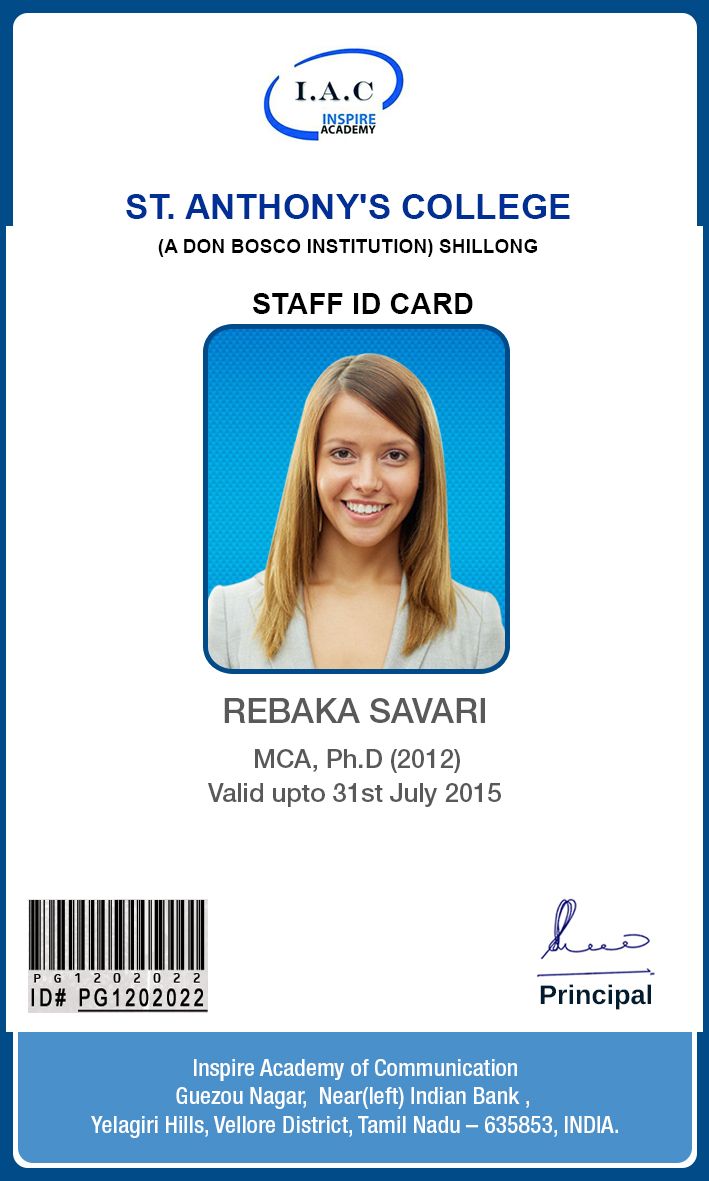 I.A.C
INSPIRE
ACADEMY
ST. ANTHONY'S COLLEGE
(A DON BOSCO INSTITUTION) SHILLONG
STAFF ID CARD
REBAKA SAVARI
MCA, Ph.D (2012)
Valid upto 31st July 2015
PG1202022
ID# PG1202022
Principal
Inspire Academy of Communication
Guezou Nagar, Near(left) Indian Bank ,
Yelagiri Hills, Vellore District, Tamil Nadu – 635853, INDIA.